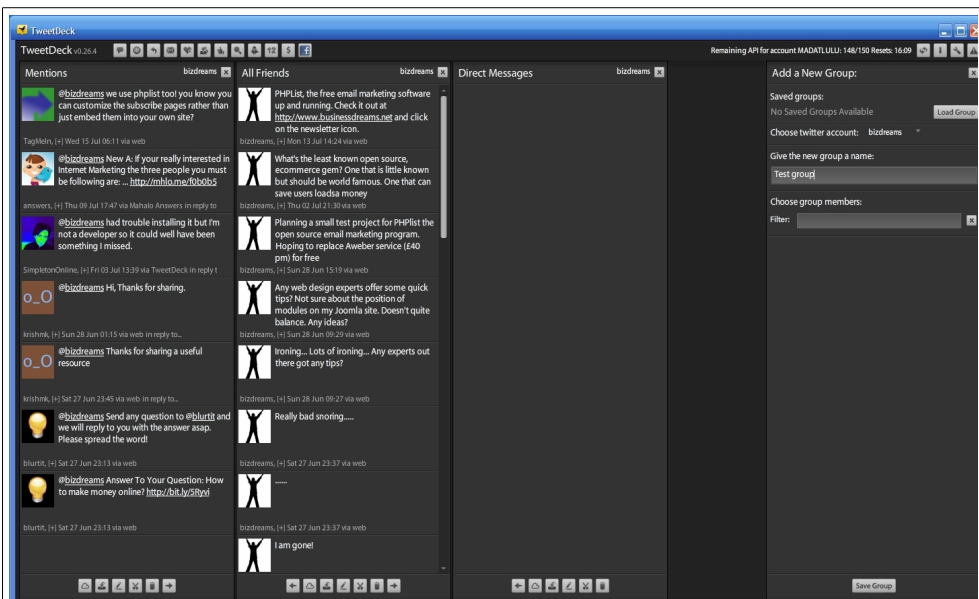 TweetDeck
TweetDeck v0.26.4
12 $ f
Remaining API for account MADATLULU: 148/150 Resets: 16:09
Mentions
bizdreams x
@bizdreams we use phplist too! you know you
can customize the subscribe pages rather than
just embed them into your own site?
TagMeIn, [+] Wed 15 Jul 06:11 via web
@bizdreams New A: If your really interested in
Internet Marketing the three people you must
be following are: ... http://mhlo.me/f0b0b5
answers, [+] Thu 09 Jul 17:47 via Mahalo Answers in reply to
@bizdreams had trouble installing it but I'm
not a developer so it could well have been
something I missed.
SimpletonOnline, [+] Fri 03 Jul 13:39 via TweetDeck in reply t
o_O
@bizdreams Hi, Thanks for sharing.
krishmk, [+] Sun 28 Jun 01:15 via web in reply to...
o_O
@bizdreams Thanks for sharing a useful
resource
krishmk, [+] Sat 27 Jun 23:45 via web in reply to...
@bizdreams Send any question to @blurtit and
we will reply to you with the answer asap.
Please spread the word!
blurtit, [+] Sat 27 Jun 23:13 via web
@bizdreams Answer To Your Question: How
to make money online? http://bit.ly/5Ryvi
blurtit, [+] Sat 27 Jun 23:13 via web
All Friends
bizdreams x
PHPList, the free email marketing software
up and running. Check it out at
http://www.businessdreams.net and click
on the newsletter icon.
bizdreams, [+] Mon 13 Jul 14:24 via web
What's the least known open source,
ecommerce gem? One that is little known
but should be world famous. One that can
save users loadsa money
bizdreams, [+] Thu 02 Jul 21:30 via web
Planning a small test project for PHPlist the
open source email marketing program.
Hoping to replace Aweber service (£40
pm) for free
bizdreams, [+] Sun 28 Jun 15:19 via web
Any web design experts offer some quick
tips? Not sure about the position of
modules on my Joomla site. Doesn't quite
balance. Any ideas?
bizdreams, [+] Sun 28 Jun 09:29 via web
Ironing... Lots of ironing... Any experts out
there got any tips?
bizdreams, [+] Sun 28 Jun 09:27 via web
Really bad snoring.....
bizdreams, [+] Sat 27 Jun 23:37 via web
......
bizdreams, [+] Sat 27 Jun 23:37 via web
I am gone!
Direct Messages
bizdreams x
Add a New Group:
x
Saved groups:
No Saved Groups Available
Load Group
Choose twitter account: bizdreams
Give the new group a name:
Test group
Choose group members:
Filter:
x
Save Group